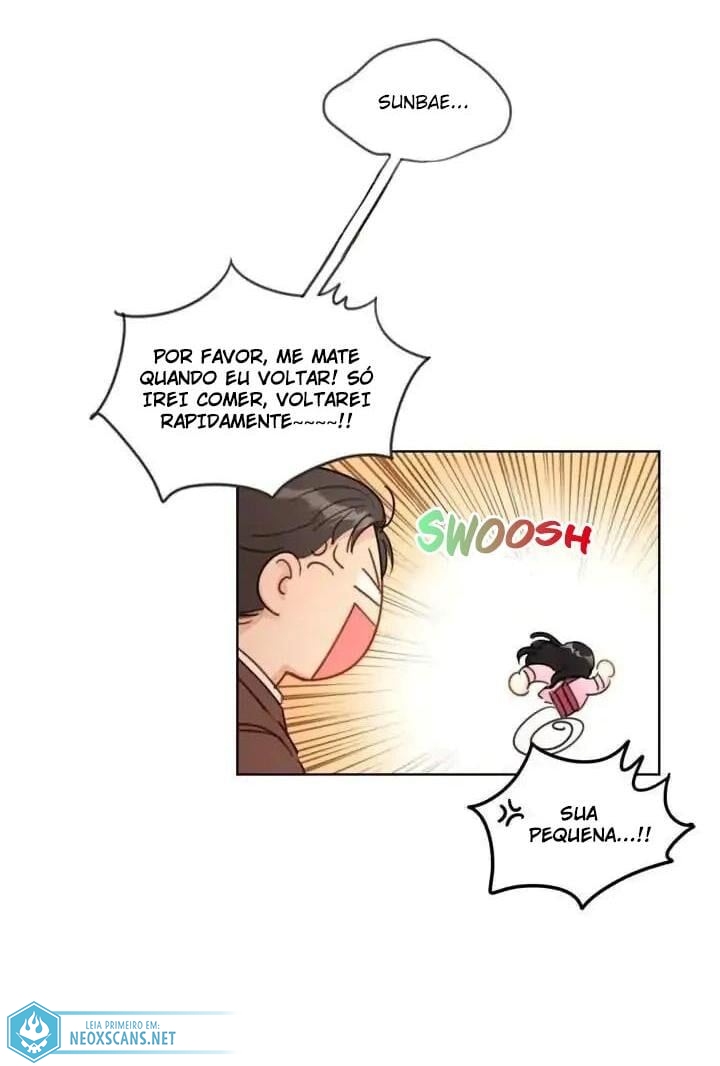 SUNBAE...
POR FAVOR, ME MATE
QUANDO EU VOLTAR! SÓ
IREI COMER, VOLTAREI
RAPIDAMENTE~~~~!!
SWOOSH
SUA
PEQUENA...!!
LEIA PRIMEIRO EM:
NEOXSCANS.NET